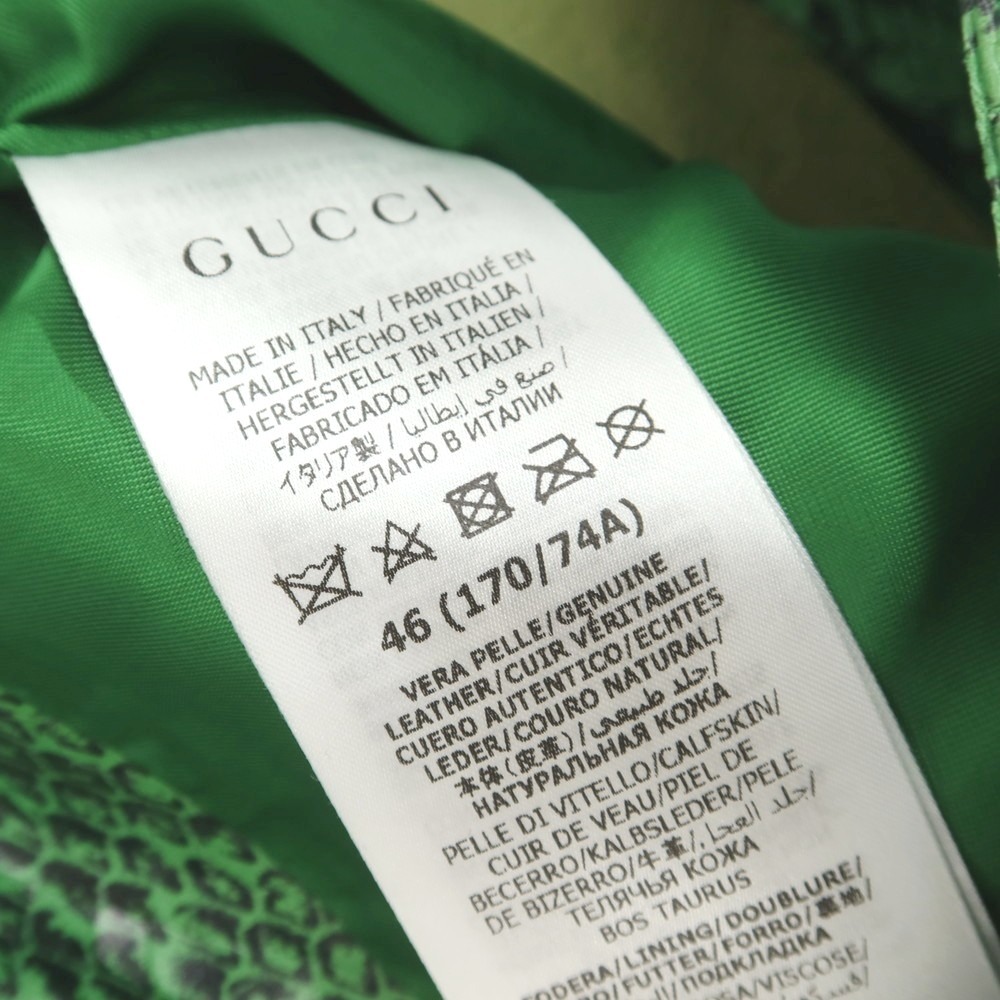 GUCCI
MADE IN ITALY / FABRIQUÉ EN
ITALIE / HECHO EN ITALIA /
HERGESTELLT IN ITALIEN /
FABRICADO EM ITÁLIA /
イタリア製 / صنع في إيطاليا /
СДЕЛАНО В ИТАЛИИ
46 (170/74A)
VERA PELLE/GENUINE
LEATHER/CUIR VÉRITABLE/
CUERO AUTENTICO/ECHTES
LEDER/COURO NATURAL/
本体(皮革)/جلد طبيعي/
НАТУРАЛЬНАЯ КОЖА
PELLE DI VITELLO/CALFSKIN/
CUIR DE VEAU/PIEL DE
BECERRO/KALBSLEDER/PELE
DE BIZERRO/牛革/جلد العجل/
ТЕЛЯЧЬЯ КОЖА
BOS TAURUS
FODERA/LINING/DOUBLURE/
FORRO/FUTTER/FORRO/裏地/
ПОДКЛАДКА
VISCOSE/